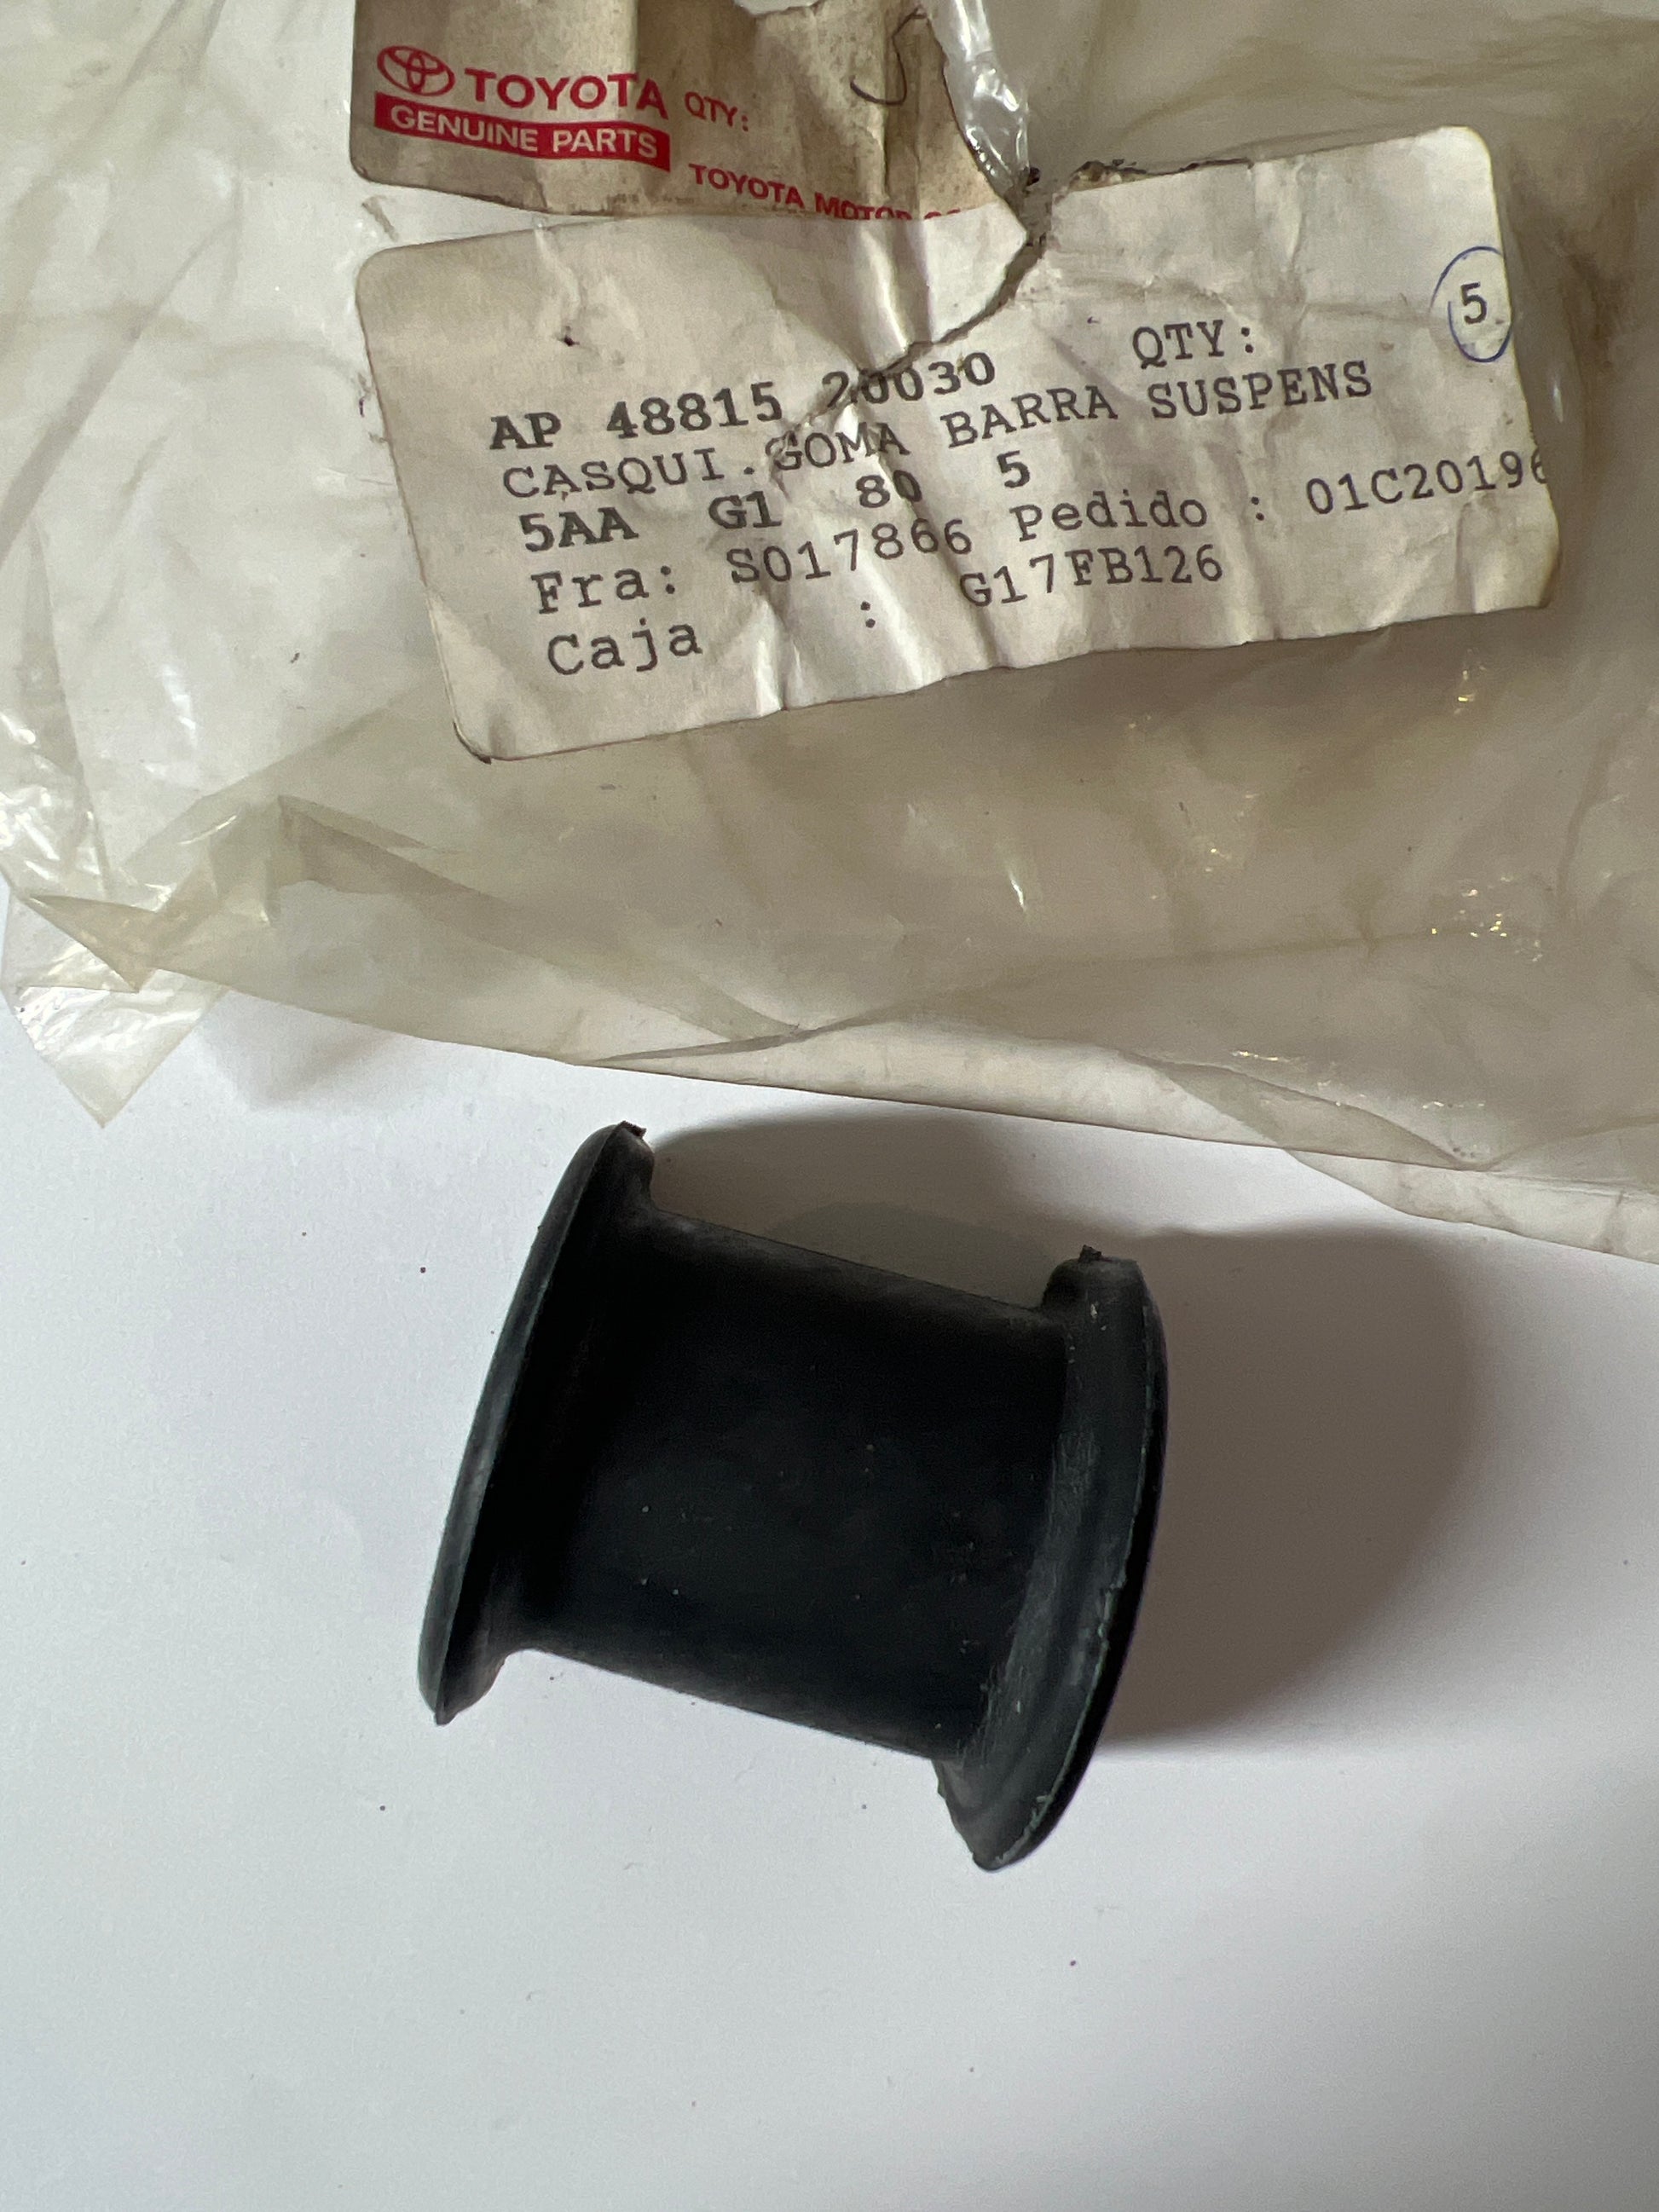 TOYOTA QTY: 5
GENUINE PARTS
TOYOTA MOTOR
AP 48815 20030 QTY: 5
CASQUI.GOMA BARRA SUSPENS
5AA G1 80 5
Fra: S017866 Pedido : 01C20196
Caja : G17FB126